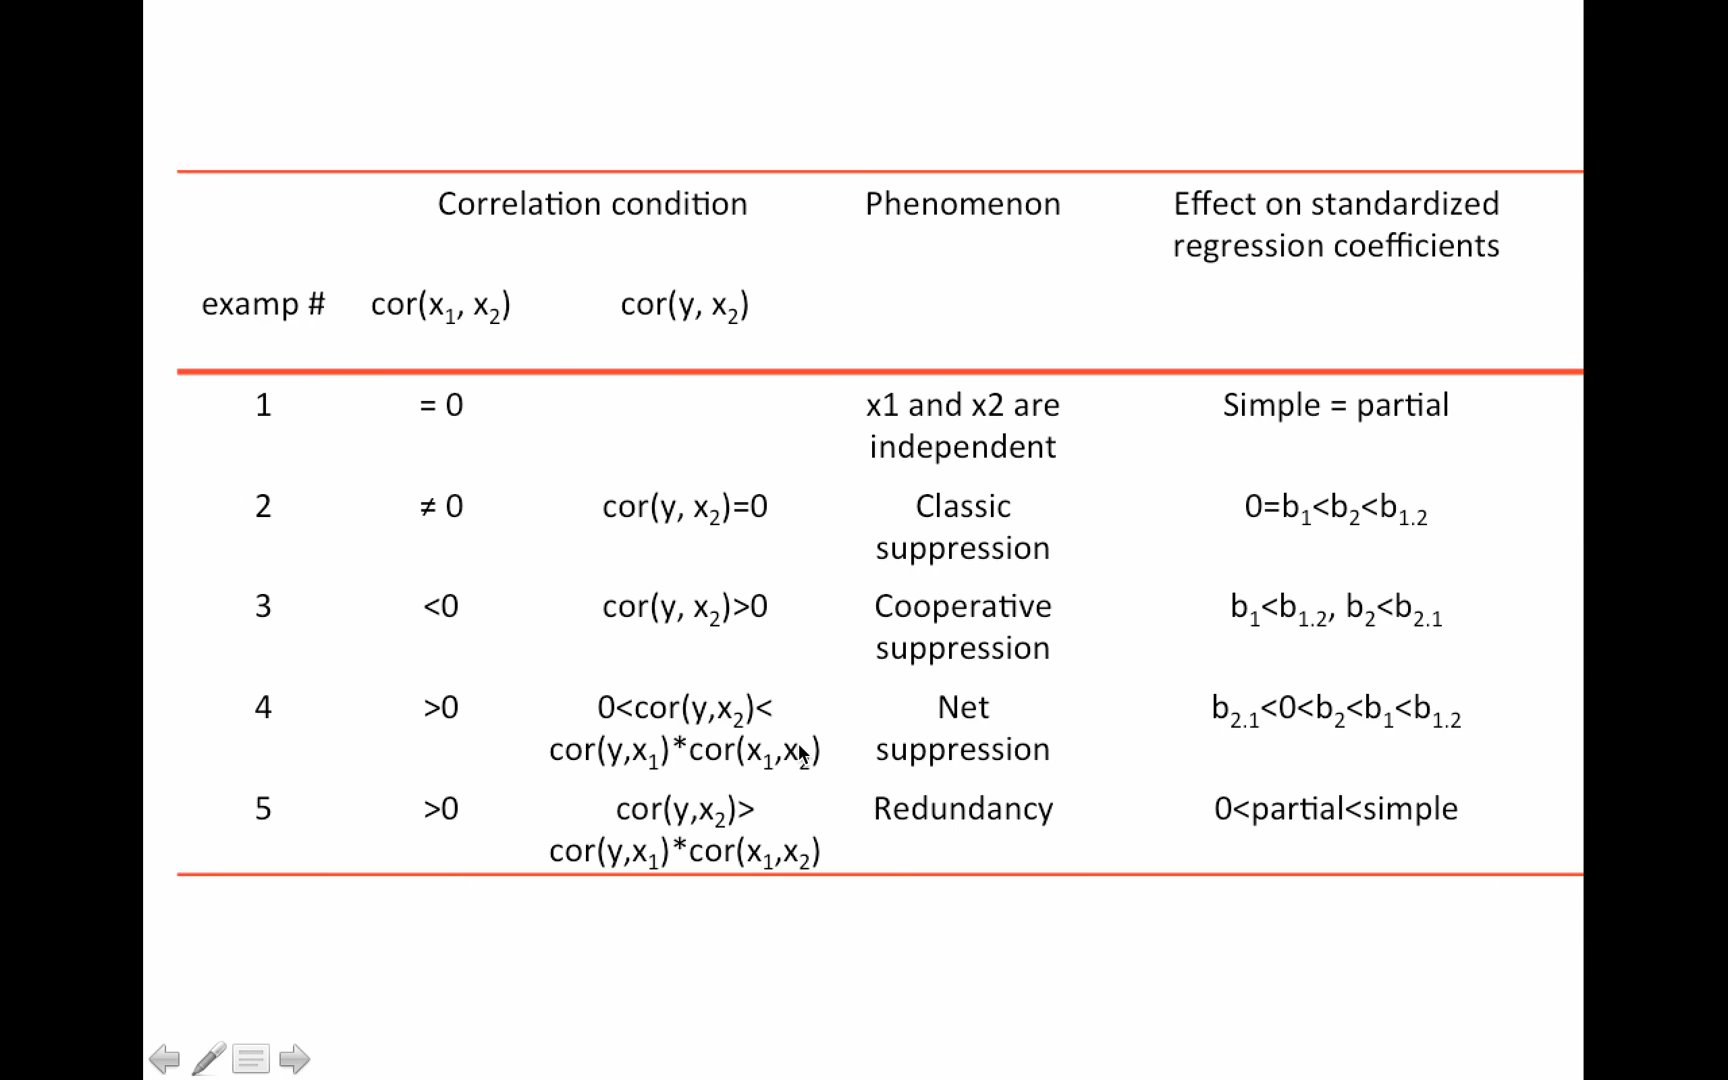 Correlation condition Phenomenon Effect on standardized
regression coefficients
examp # cor(x₁, x₂) cor(y, x₂)
1 = 0 x1 and x2 are Simple = partial
independent
2 ≠ 0 cor(y, x₂)=0 Classic 0=b₁<b₂<b₁.₂
suppression
3 <0 cor(y, x₂)>0 Cooperative b₁<b₁.₂, b₂<b₂.₁
suppression
4 >0 0<cor(y,x₂)< Net b₂.₁<0<b₂<b₁<b₁.₂
cor(y,x₁)*cor(x₁,x₂) suppression
5 >0 cor(y,x₂)> Redundancy 0<partial<simple
cor(y,x₁)*cor(x₁,x₂)